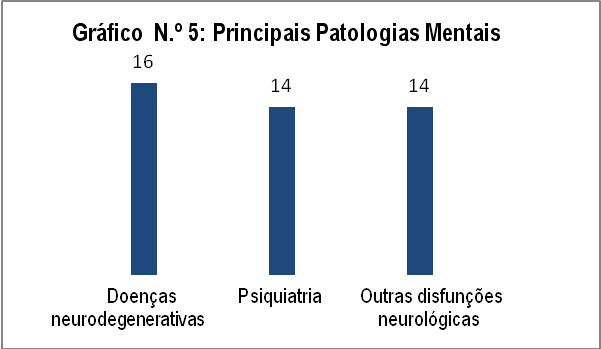 Gráfico N.º 5: Principais Patologias Mentais
16
14
14
Doenças neurodegenerativas
Psiquiatria
Outras disfunções neurológicas